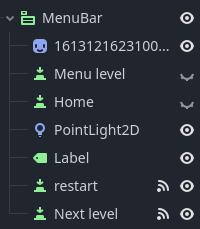 MenuBar
1613121623100...
Menu level
Home
PointLight2D
Label
restart
Next level